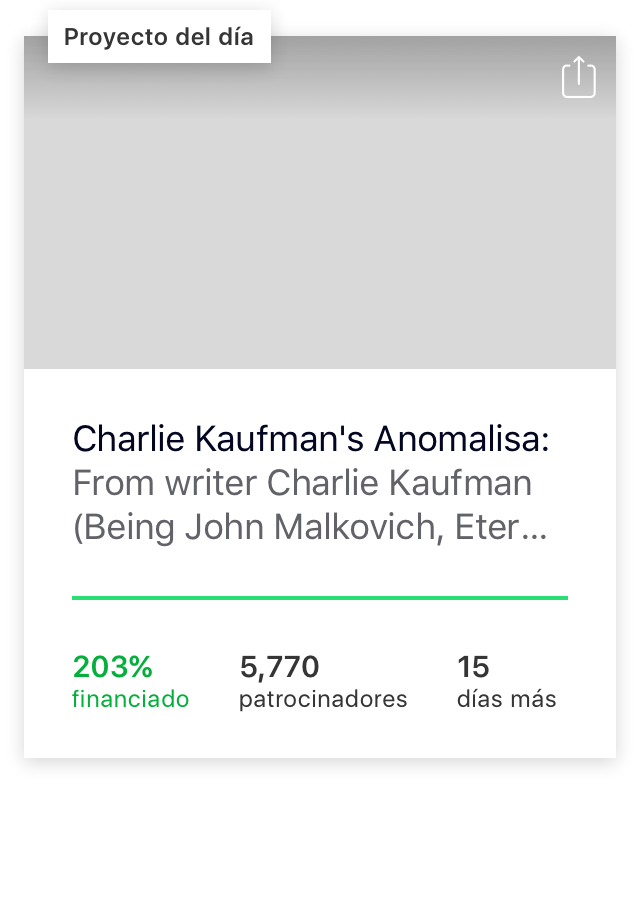 Proyecto del día
Charlie Kaufman's Anomalisa:
From writer Charlie Kaufman
(Being John Malkovich, Eter...
203%
financiado
5,770
patrocinadores
15
días más